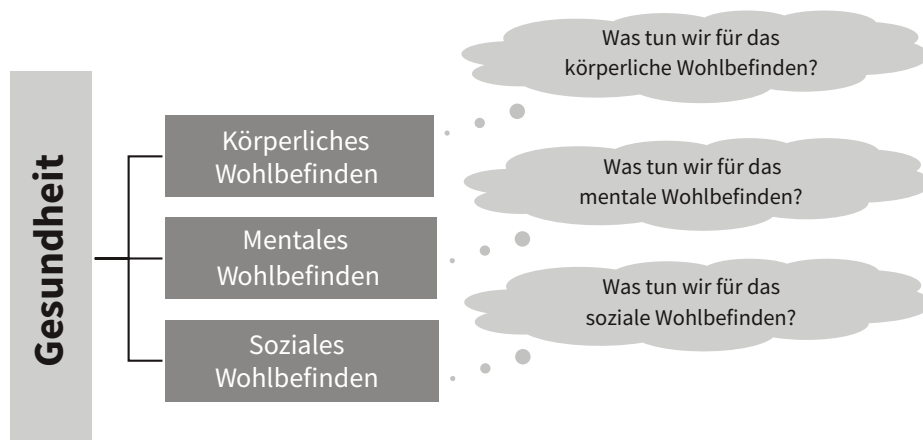 Gesundheit
Körperliches
Wohlbefinden
Mentales
Wohlbefinden
Soziales
Wohlbefinden
Was tun wir für das
körperliche Wohlbefinden?
Was tun wir für das
mentale Wohlbefinden?
Was tun wir für das
soziale Wohlbefinden?